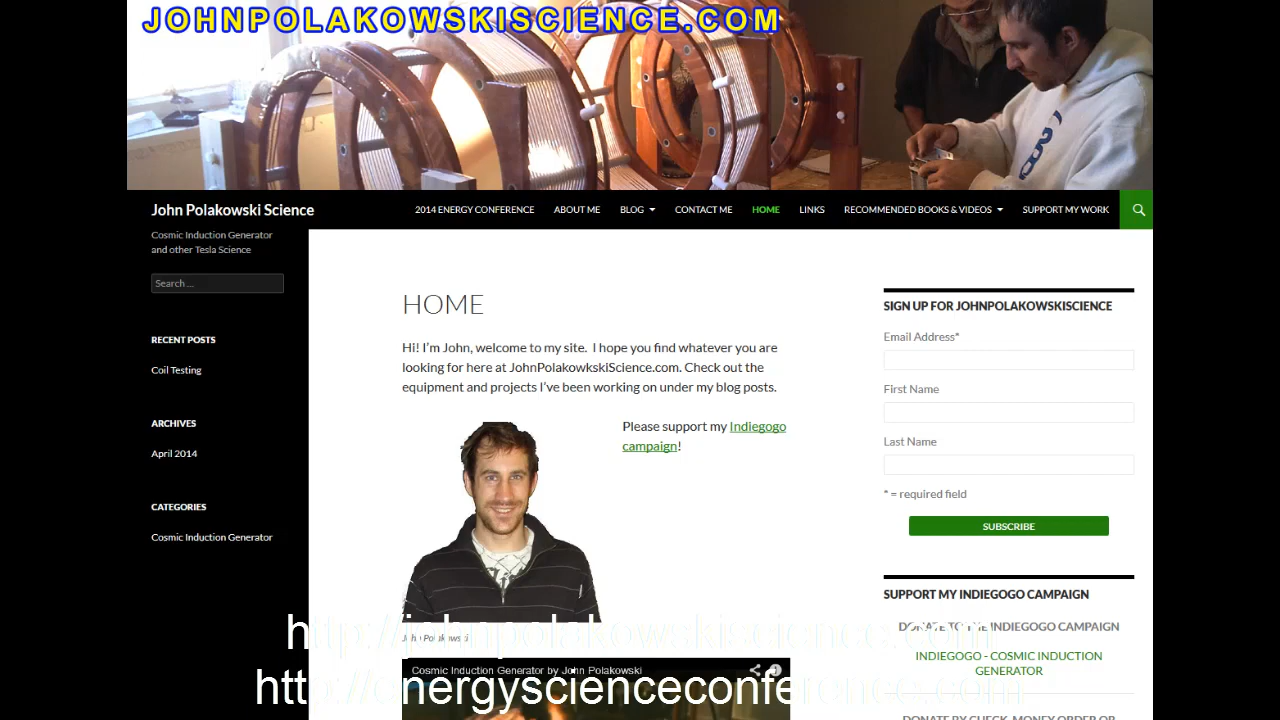 JOHNPOLAKOWSKISCIENCE.COM
John Polakowski Science
2014 ENERGY CONFERENCE ABOUT ME BLOG CONTACT ME HOME LINKS RECOMMENDED BOOKS & VIDEOS SUPPORT MY WORK
Cosmic Induction Generator
and other Tesla Science
Search ...
RECENT POSTS
Coil Testing
ARCHIVES
April 2014
CATEGORIES
Cosmic Induction Generator
HOME
Hi! I'm John, welcome to my site. I hope you find whatever you are
looking for here at JohnPolakowkskiScience.com. Check out the
equipment and projects I've been working on under my blog posts.
Please support my Indiegogo
campaign!
John Polakowski
Cosmic Induction Generator by John Polakowski
SIGN UP FOR JOHNPOLAKOWSKISCIENCE
Email Address*
First Name
Last Name
* = required field
SUBSCRIBE
SUPPORT MY INDIEGOGO CAMPAIGN
DONATE TO THE INDIEGOGO CAMPAIGN
INDIEGOGO - COSMIC INDUCTION
GENERATOR
DONATE BY CHECK, MONEY ORDER OR
http://johnpolakowskiscience.com
http://energyscienceconference.com